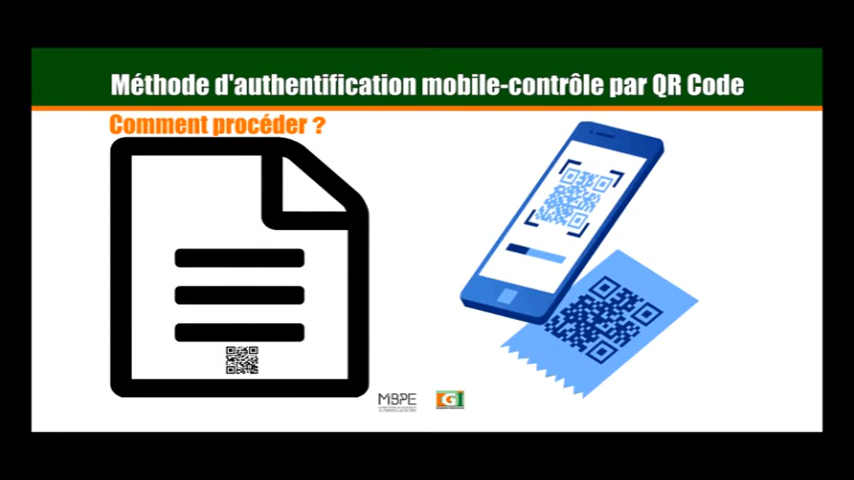 Méthode d'authentification mobile-contrôle par QR Code
Comment procéder ?
MBPE